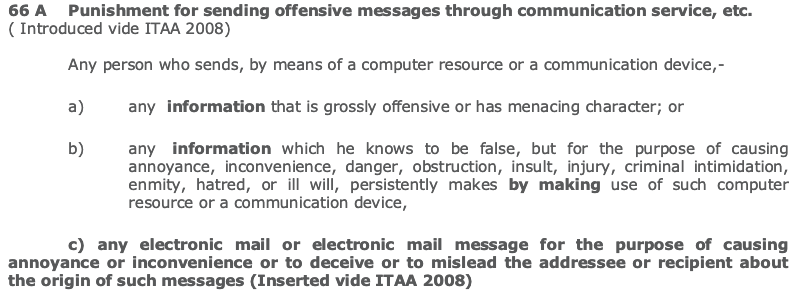 66 A Punishment for sending offensive messages through communication service, etc.
( Introduced vide ITAA 2008)
Any person who sends, by means of a computer resource or a communication device,-
a) any information that is grossly offensive or has menacing character; or
b) any information which he knows to be false, but for the purpose of causing
annoyance, inconvenience, danger, obstruction, insult, injury, criminal intimidation,
enmity, hatred, or ill will, persistently makes by making use of such computer
resource or a communication device,
c) any electronic mail or electronic mail message for the purpose of causing
annoyance or inconvenience or to deceive or to mislead the addressee or recipient about
the origin of such messages (Inserted vide ITAA 2008)